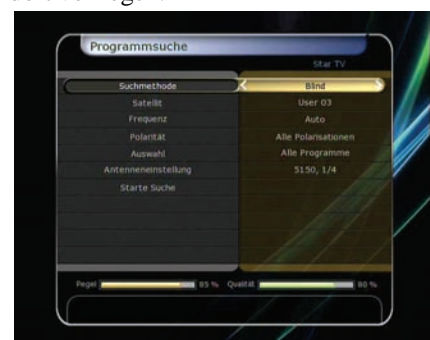 Programmsuche
Star TV
Suchmethode Blind
Satellit User 03
Frequenz Auto
Polarität Alle Polarisationen
Auswahl Alle Programme
Antenneneinstellung 5150, 1/4
Starte Suche
Pegel 85 % Qualität 80 %